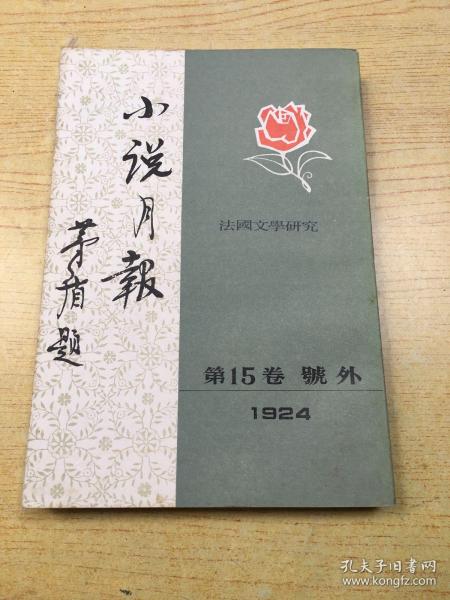 小说月報
茅盾題
法國文學研究
第15卷 號外
1924
孔夫子旧书网
www.kongfz.com